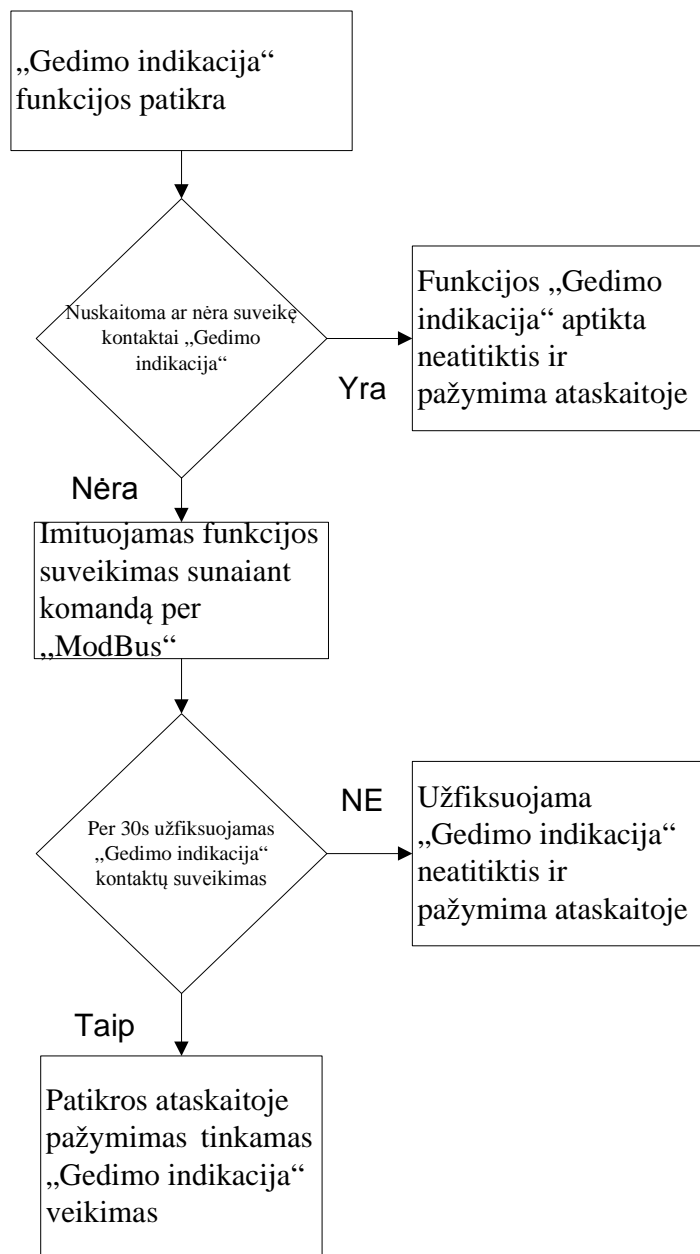 „Gedimo indikacija“
funkcijos patikra
Nuskaitoma ar nėra suveikę
kontaktai „Gedimo
indikacija“
Funkcijos „Gedimo
indikacija“ aptikta
neatitiktis ir
pažymima ataskaitoje
Yra
Nėra
Imituojamas funkcijos
suveikimas sunaiant
komandą per
„ModBus“
Per 30s užfiksuojamas
„Gedimo indikacija“
kontaktų suveikimas
NE
Užfiksuojama
„Gedimo indikacija“
neatitiktis ir
pažymima ataskaitoje
Taip
Patikros ataskaitoje
pažymimas tinkamas
„Gedimo indikacija“
veikimas